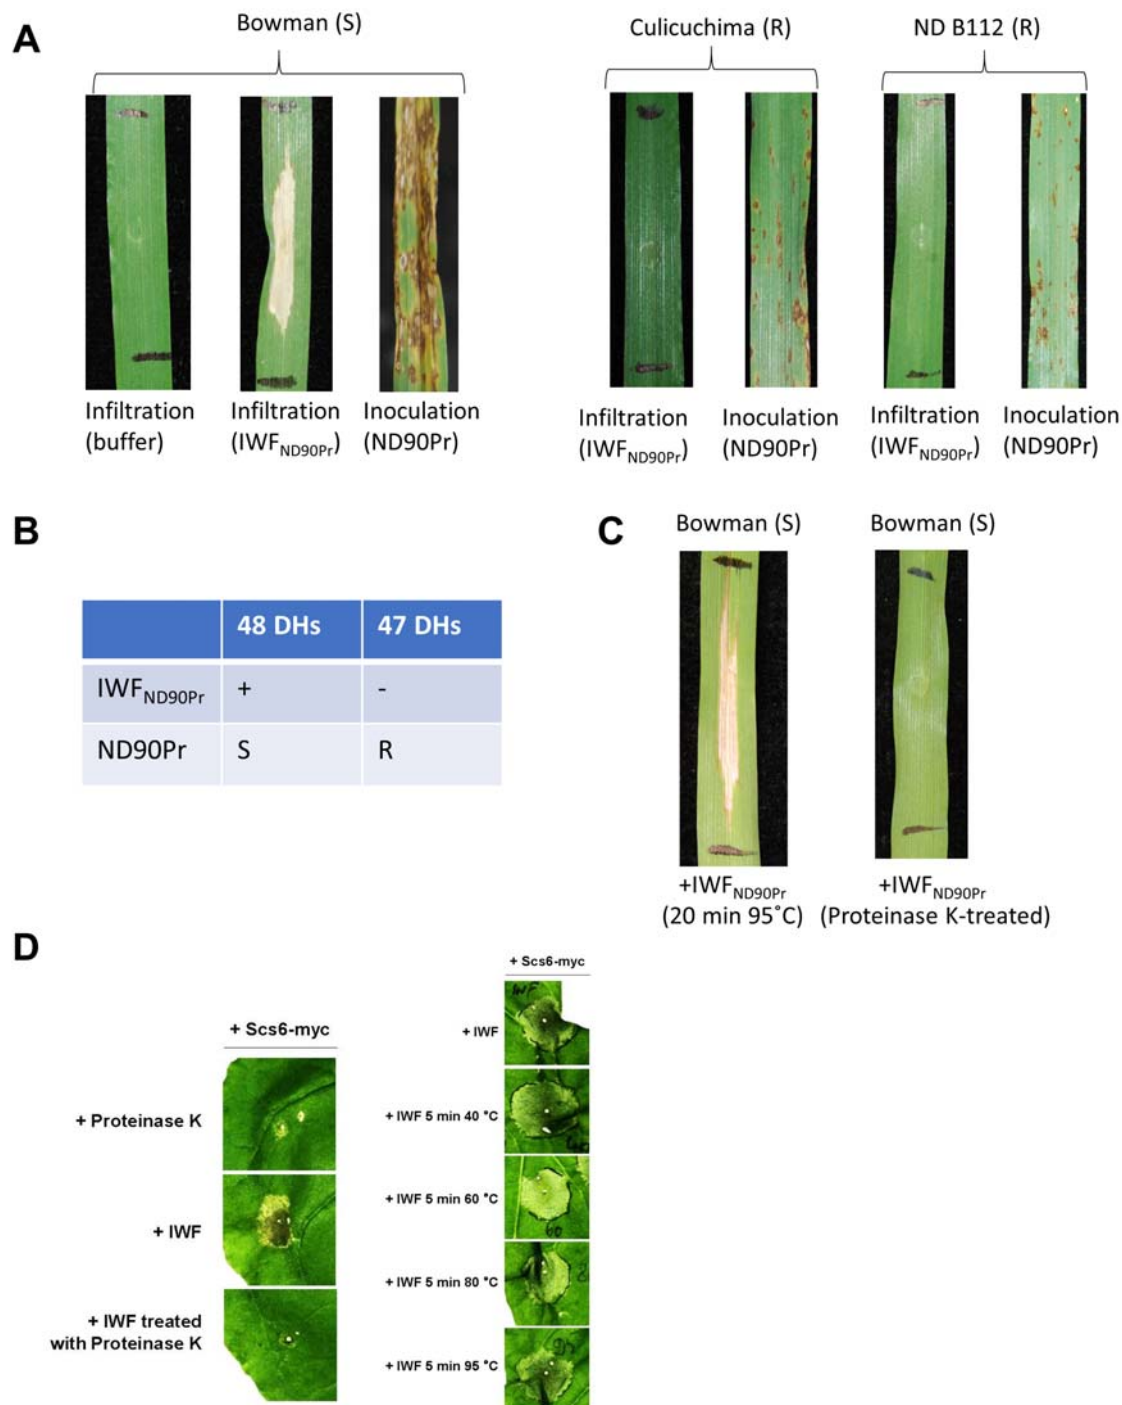 A
Bowman (S)
Culicuchima (R)
ND B112 (R)
Infiltration
(buffer)
Infiltration
(IWFND90Pr)
Inoculation
(ND90Pr)
Infiltration
(IWFND90Pr)
Inoculation
(ND90Pr)
Infiltration
(IWFND90Pr)
Inoculation
(ND90Pr)
B
48 DHs 47 DHs
IWFND90Pr + -
ND90Pr S R
C
Bowman (S)
Bowman (S)
+IWFND90Pr
(20 min 95˚C)
+IWFND90Pr
(Proteinase K-treated)
D
+ Scs6-myc
+ Proteinase K
+ IWF
+ IWF treated
with Proteinase K
+ Scs6-myc
IWF
+ IWF
+ IWF 5 min 40 °C
+ IWF 5 min 60 °C
60
+ IWF 5 min 80 °C
+ IWF 5 min 95 °C
95